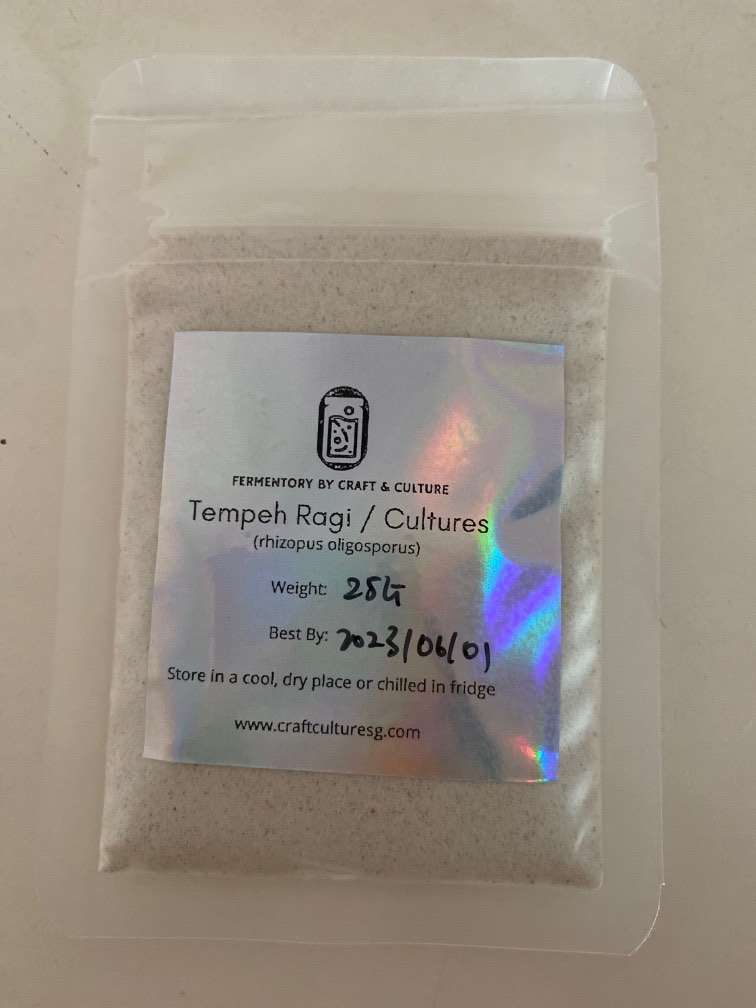 FERMENTORY BY CRAFT & CULTURE
Tempeh Ragi / Cultures
(rhizopus oligosporus)
Weight: 25G
Best By: 2023/06/01
Store in a cool, dry place or chilled in fridge
www.craftculturesg.com